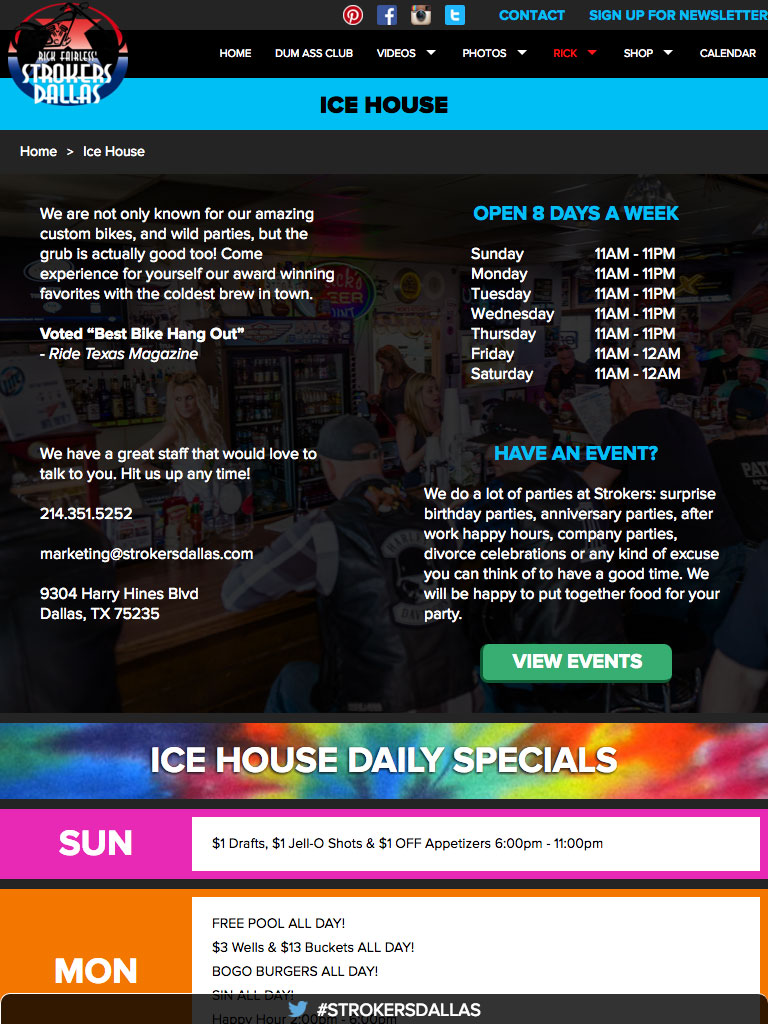 CONTACT SIGN UP FOR NEWSLETTER
RICK FAIRLESS'
STROKERS
DALLAS
HOME DUM ASS CLUB VIDEOS PHOTOS RICK SHOP CALENDAR
ICE HOUSE
Home > Ice House
We are not only known for our amazing
custom bikes, and wild parties, but the
grub is actually good too! Come
experience for yourself our award winning
favorites with the coldest brew in town.
Voted “Best Bike Hang Out”
- Ride Texas Magazine
OPEN 8 DAYS A WEEK
Sunday 11AM - 11PM
Monday 11AM - 11PM
Tuesday 11AM - 11PM
Wednesday 11AM - 11PM
Thursday 11AM - 11PM
Friday 11AM - 12AM
Saturday 11AM - 12AM
We have a great staff that would love to
talk to you. Hit us up any time!
214.351.5252
marketing@strokersdallas.com
9304 Harry Hines Blvd
Dallas, TX 75235
HAVE AN EVENT?
We do a lot of parties at Strokers: surprise
birthday parties, anniversary parties, after
work happy hours, company parties,
divorce celebrations or any kind of excuse
you can think of to have a good time. We
will be happy to put together food for your
party.
VIEW EVENTS
ICE HOUSE DAILY SPECIALS
SUN
$1 Drafts, $1 Jell-O Shots & $1 OFF Appetizers 6:00pm - 11:00pm
MON
FREE POOL ALL DAY!
$3 Wells & $13 Buckets ALL DAY!
BOGO BURGERS ALL DAY!
SIN ALL DAY!
Happy Hour 2:00pm - 6:00pm
#STROKERSDALLAS